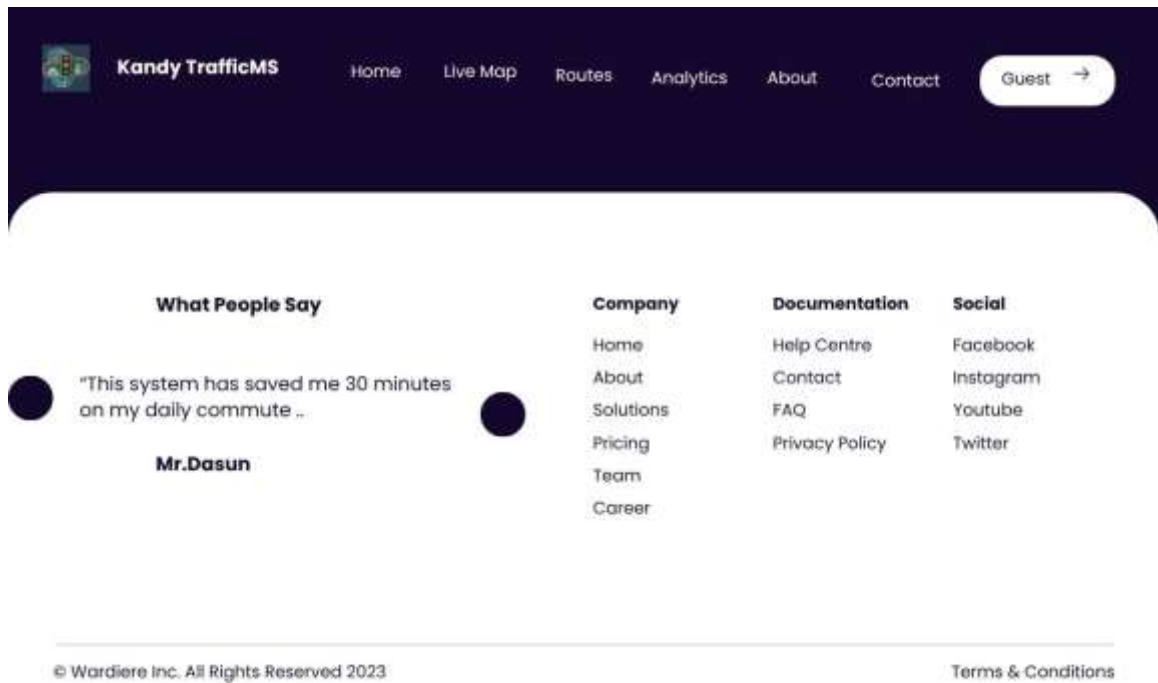 Kandy TrafficMS
Home
Live Map
Routes
Analytics
About
Contact
Guest →
What People Say
“This system has saved me 30 minutes
on my daily commute ..
Mr.Dasun
Company
Home
About
Solutions
Pricing
Team
Career
Documentation
Help Centre
Contact
FAQ
Privacy Policy
Social
Facebook
Instagram
Youtube
Twitter
© Wardiere Inc. All Rights Reserved 2023
Terms & Conditions